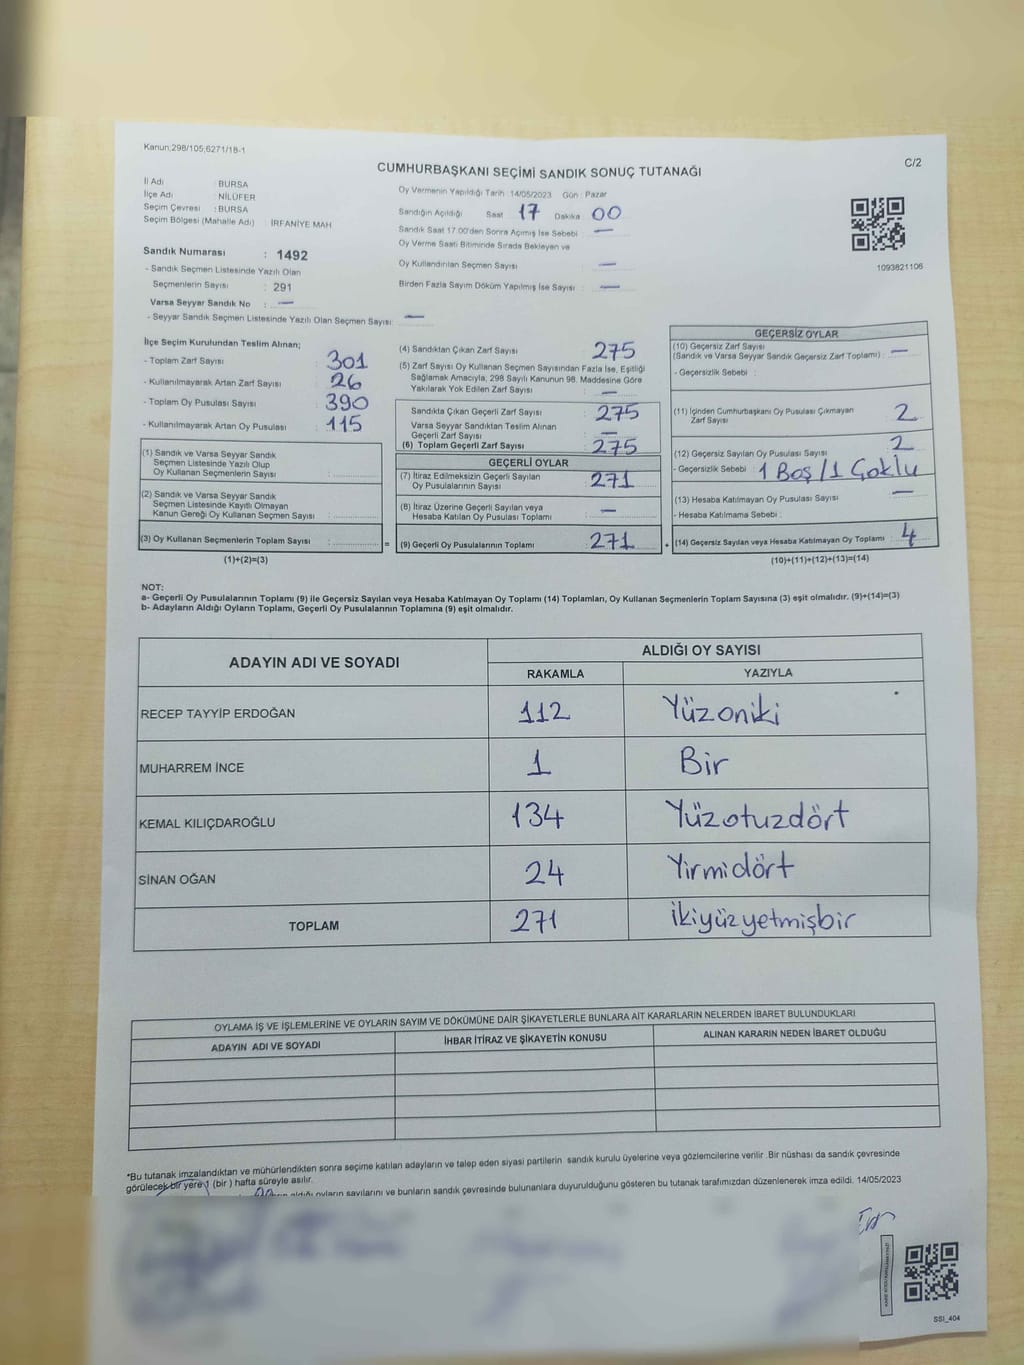 Kanun;298/105;6271/18-1
C/2
CUMHURBAŞKANI SEÇİMİ SANDIK SONUÇ TUTANAĞI
İl Adı : BURSA
İlçe Adı : NİLÜFER
Seçim Çevresi : BURSA
Seçim Bölgesi (Mahalle Adı) : İRFANİYE MAH
Sandık Numarası : 1492
- Sandık Seçmen Listesinde Yazılı Olan
Seçmenlerin Sayısı : 291
Varsa Seyyar Sandık No : —
- Seyyar Sandık Seçmen Listesinde Yazılı Olan Seçmen Sayısı: —
Oy Vermenin Yapıldığı Tarih :14/05/2023 Gün : Pazar
Sandığın Açıldığı Saat 17 Dakika 00
Sandık Saat 17:00'den Sonra Açılmış İse Sebebi : —
Oy Verme Saati Bitiminde Sırada Bekleyen ve
Oy Kullandırılan Seçmen Sayısı : —
Birden Fazla Sayım Döküm Yapılmış İse Sayısı : —
1093821106
İlçe Seçim Kurulundan Teslim Alınan;
- Toplam Zarf Sayısı : 301
- Kullanılmayarak Artan Zarf Sayısı : 26
- Toplam Oy Pusulası Sayısı : 390
- Kullanılmayarak Artan Oy Pusulası : 115
(1) Sandık ve Varsa Seyyar Sandık
Seçmen Listesinde Yazılı Olup
Oy Kullanan Seçmenlerin Sayısı :
(2) Sandık ve Varsa Seyyar Sandık
Seçmen Listesinde Kayıtlı Olmayan
Kanun Gereği Oy Kullanan Seçmen Sayısı :
(3) Oy Kullanan Seçmenlerin Toplam Sayısı : =
(1)+(2)=(3)
(4) Sandıktan Çıkan Zarf Sayısı : 275
(5) Zarf Sayısı Oy Kullanan Seçmen Sayısından Fazla İse, Eşitliği
Sağlamak Amacıyla, 298 Sayılı Kanunun 98. Maddesine Göre
Yakılarak Yok Edilen Zarf Sayısı : —
Sandıkta Çıkan Geçerli Zarf Sayısı : 275
Varsa Seyyar Sandıktan Teslim Alınan
Geçerli Zarf Sayısı : —
(6) Toplam Geçerli Zarf Sayısı : 275
GEÇERLİ OYLAR
(7) İtiraz Edilmeksizin Geçerli Sayılan
Oy Pusulalarının Sayısı : 271
(8) İtiraz Üzerine Geçerli Sayılan veya
Hesaba Katılan Oy Pusulası Toplamı : —
(9) Geçerli Oy Pusulalarının Toplamı : 271 +
GEÇERSİZ OYLAR
(10) Geçersiz Zarf Sayısı
(Sandık ve Varsa Seyyar Sandık Geçersiz Zarf Toplamı) : —
- Geçersizlik Sebebi :
(11) İçinden Cumhurbaşkanı Oy Pusulası Çıkmayan
Zarf Sayısı : 2
(12) Geçersiz Sayılan Oy Pusulası Sayısı : 2
- Geçersizlik Sebebi : 1 Boş / 1 Çoklu
(13) Hesaba Katılmayan Oy Pusulası Sayısı : —
- Hesaba Katılmama Sebebi :
(14) Geçersiz Sayılan veya Hesaba Katılmayan Oy Toplamı : 4
(10)+(11)+(12)+(13)=(14)
NOT:
a- Geçerli Oy Pusulalarının Toplamı (9) ile Geçersiz Sayılan veya Hesaba Katılmayan Oy Toplamı (14) Toplamları, Oy Kullanan Seçmenlerin Toplam Sayısına (3) eşit olmalıdır. (9)+(14)=(3)
b- Adayların Aldığı Oyların Toplamı, Geçerli Oy Pusulalarının Toplamına (9) eşit olmalıdır.
ADAYIN ADI VE SOYADI ALDIĞI OY SAYISI
RAKAMLA YAZIYLA
RECEP TAYYİP ERDOĞAN 112 Yüzoniki
MUHARREM İNCE 1 Bir
KEMAL KILIÇDAROĞLU 134 Yüzotuzdört
SİNAN OĞAN 24 Yirmidört
TOPLAM 271 İkiyüzyetmişbir
OYLAMA İŞ VE İŞLEMLERİNE VE OYLARIN SAYIM VE DÖKÜMÜNE DAİR ŞİKAYETLERLE BUNLARA AİT KARARLARIN NELERDEN İBARET BULUNDUKLARI
ADAYIN ADI VE SOYADI İHBAR İTİRAZ VE ŞİKAYETİN KONUSU ALINAN KARARIN NEDEN İBARET OLDUĞU
*Bu tutanak imzalandıktan ve mühürlendikten sonra seçime katılan adayların ve talep eden siyasi partilerin sandık kurulu üyelerine veya gözlemcilerine verilir .Bir nüshası da sandık çevresinde
görülecek bir yere 1 (bir ) hafta süreyle asılır.
aldığı oyların sayılarını ve bunların sandık çevresinde bulunanlara duyurulduğunu gösteren bu tutanak tarafımızdan düzenlenerek imza edildi. 14/05/2023
SSI_404